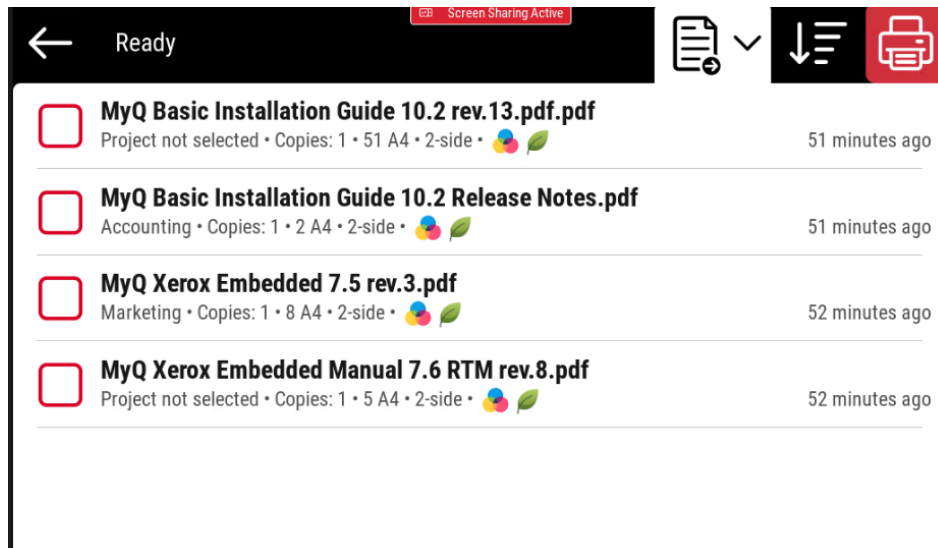 Screen Sharing Active
Ready
MyQ Basic Installation Guide 10.2 rev.13.pdf.pdf
Project not selected • Copies: 1 • 51 A4 • 2-side •
51 minutes ago
MyQ Basic Installation Guide 10.2 Release Notes.pdf
Accounting • Copies: 1 • 2 A4 • 2-side •
51 minutes ago
MyQ Xerox Embedded 7.5 rev.3.pdf
Marketing • Copies: 1 • 8 A4 • 2-side •
52 minutes ago
MyQ Xerox Embedded Manual 7.6 RTM rev.8.pdf
Project not selected • Copies: 1 • 5 A4 • 2-side •
52 minutes ago